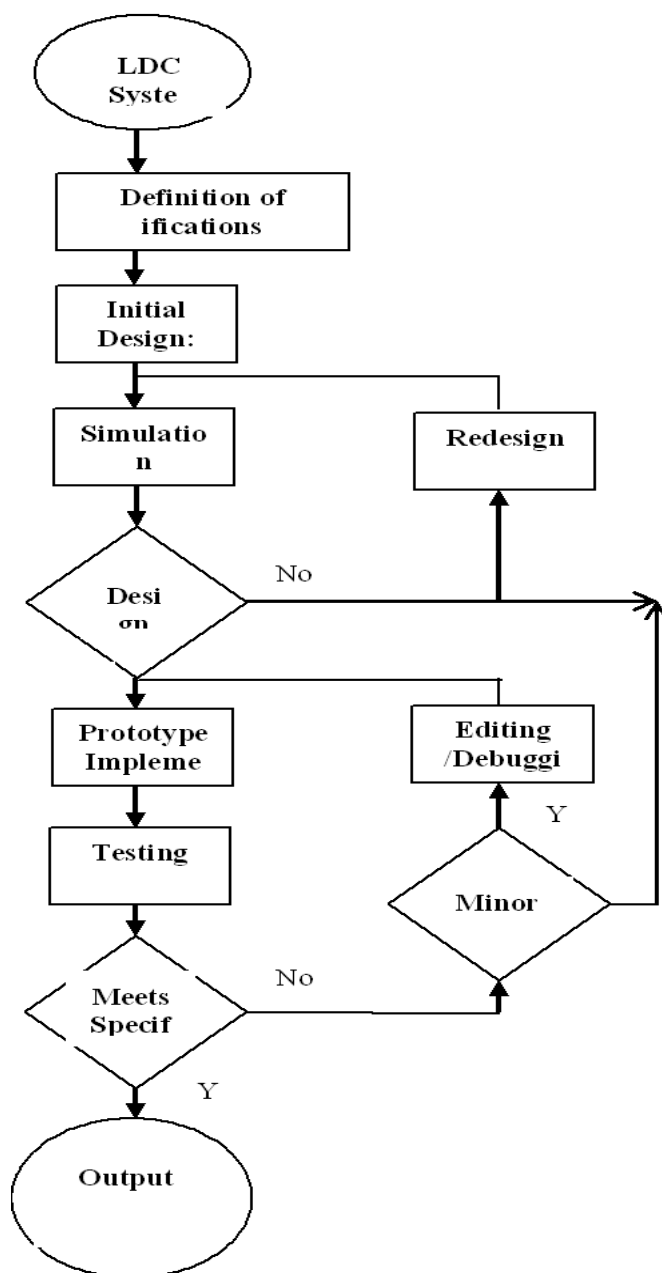 LDC
Syste
Definition of
ifications
Initial
Design:
Simulatio
n
Redesign
No
Desi
gn
Prototype
Impleme
Editing
/Debuggi
Y
Testing
Minor
No
Meets
Specif
Y
Output